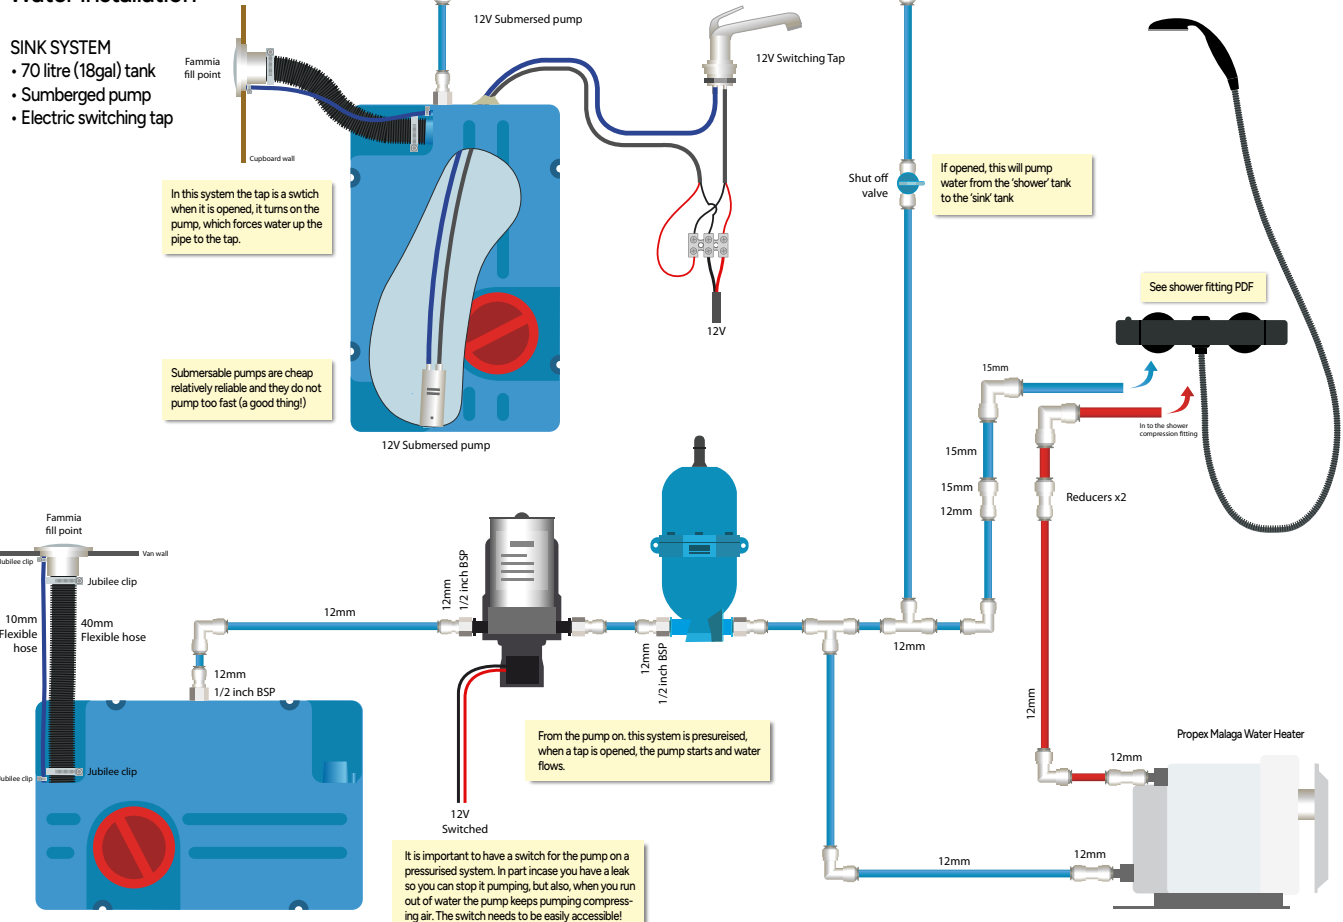 Water Installation
SINK SYSTEM
• 70 litre (18gal) tank
• Sumberged pump
• Electric switching tap
Fammia
fill point
Cupboard wall
12V Submersed pump
12V Switching Tap
In this system the tap is a swtich
when it is opened, it turns on the
pump, which forces water up the
pipe to the tap.
12V
Submersable pumps are cheap
relatively reliable and they do not
pump too fast (a good thing!)
12V Submersed pump
Shut off
valve
If opened, this will pump
water from the 'shower' tank
to the 'sink' tank
See shower fitting PDF
15mm
In to the shower
compression fitting
15mm
15mm
12mm
Reducers x2
Fammia
fill point
Van wall
Jubilee clip
Jubilee clip
10mm
Flexible
hose
40mm
Flexible hose
12mm
12mm
1/2 inch BSP
12mm
1/2 inch BSP
12mm
1/2 inch BSP
12mm
12mm
Jubilee clip
Jubilee clip
From the pump on. this system is presureised,
when a tap is opened, the pump starts and water
flows.
12V
Switched
It is important to have a switch for the pump on a
pressurised system. In part incase you have a leak
so you can stop it pumping, but also, when you run
out of water the pump keeps pumping compress-
ing air. The switch needs to be easily accessible!
Propex Malaga Water Heater
12mm
12mm
12mm